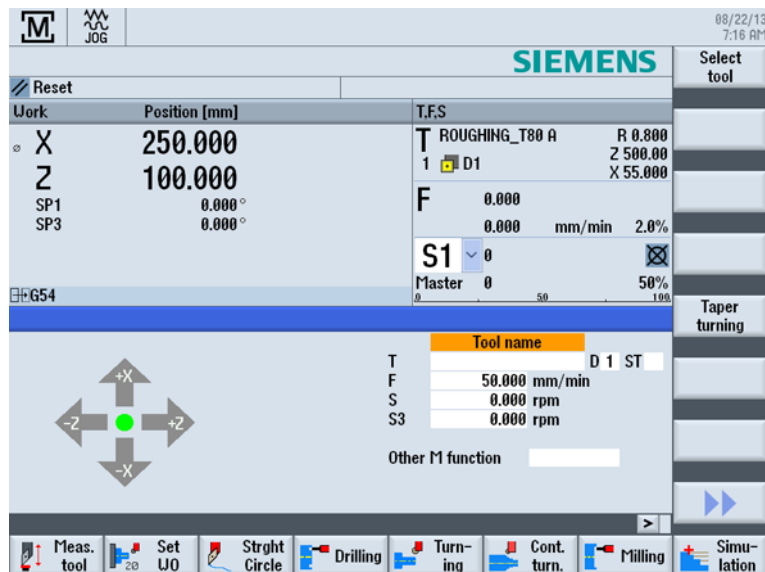 M
JOG
08/22/13
7:16 AM
SIEMENS
Select tool
Reset
Work Position [mm] T,F,S
⌀ X 250.000
Z 100.000
SP1 0.000°
SP3 0.000°
T ROUGHING_T80 A R 0.800
1 D1 Z 500.00
X 55.000
F 0.000
0.000 mm/min 2.0%
S1 0
Master 0 50%
0 50 100
G54
Taper turning
Tool name
T D 1 ST
F 50.000 mm/min
S 0.000 rpm
S3 0.000 rpm
Other M function
+X
-Z +Z
-X
>
Meas. tool
20
Set WO
Strght Circle
Drilling
Turn- ing
Cont. turn.
Milling
Simu- lation